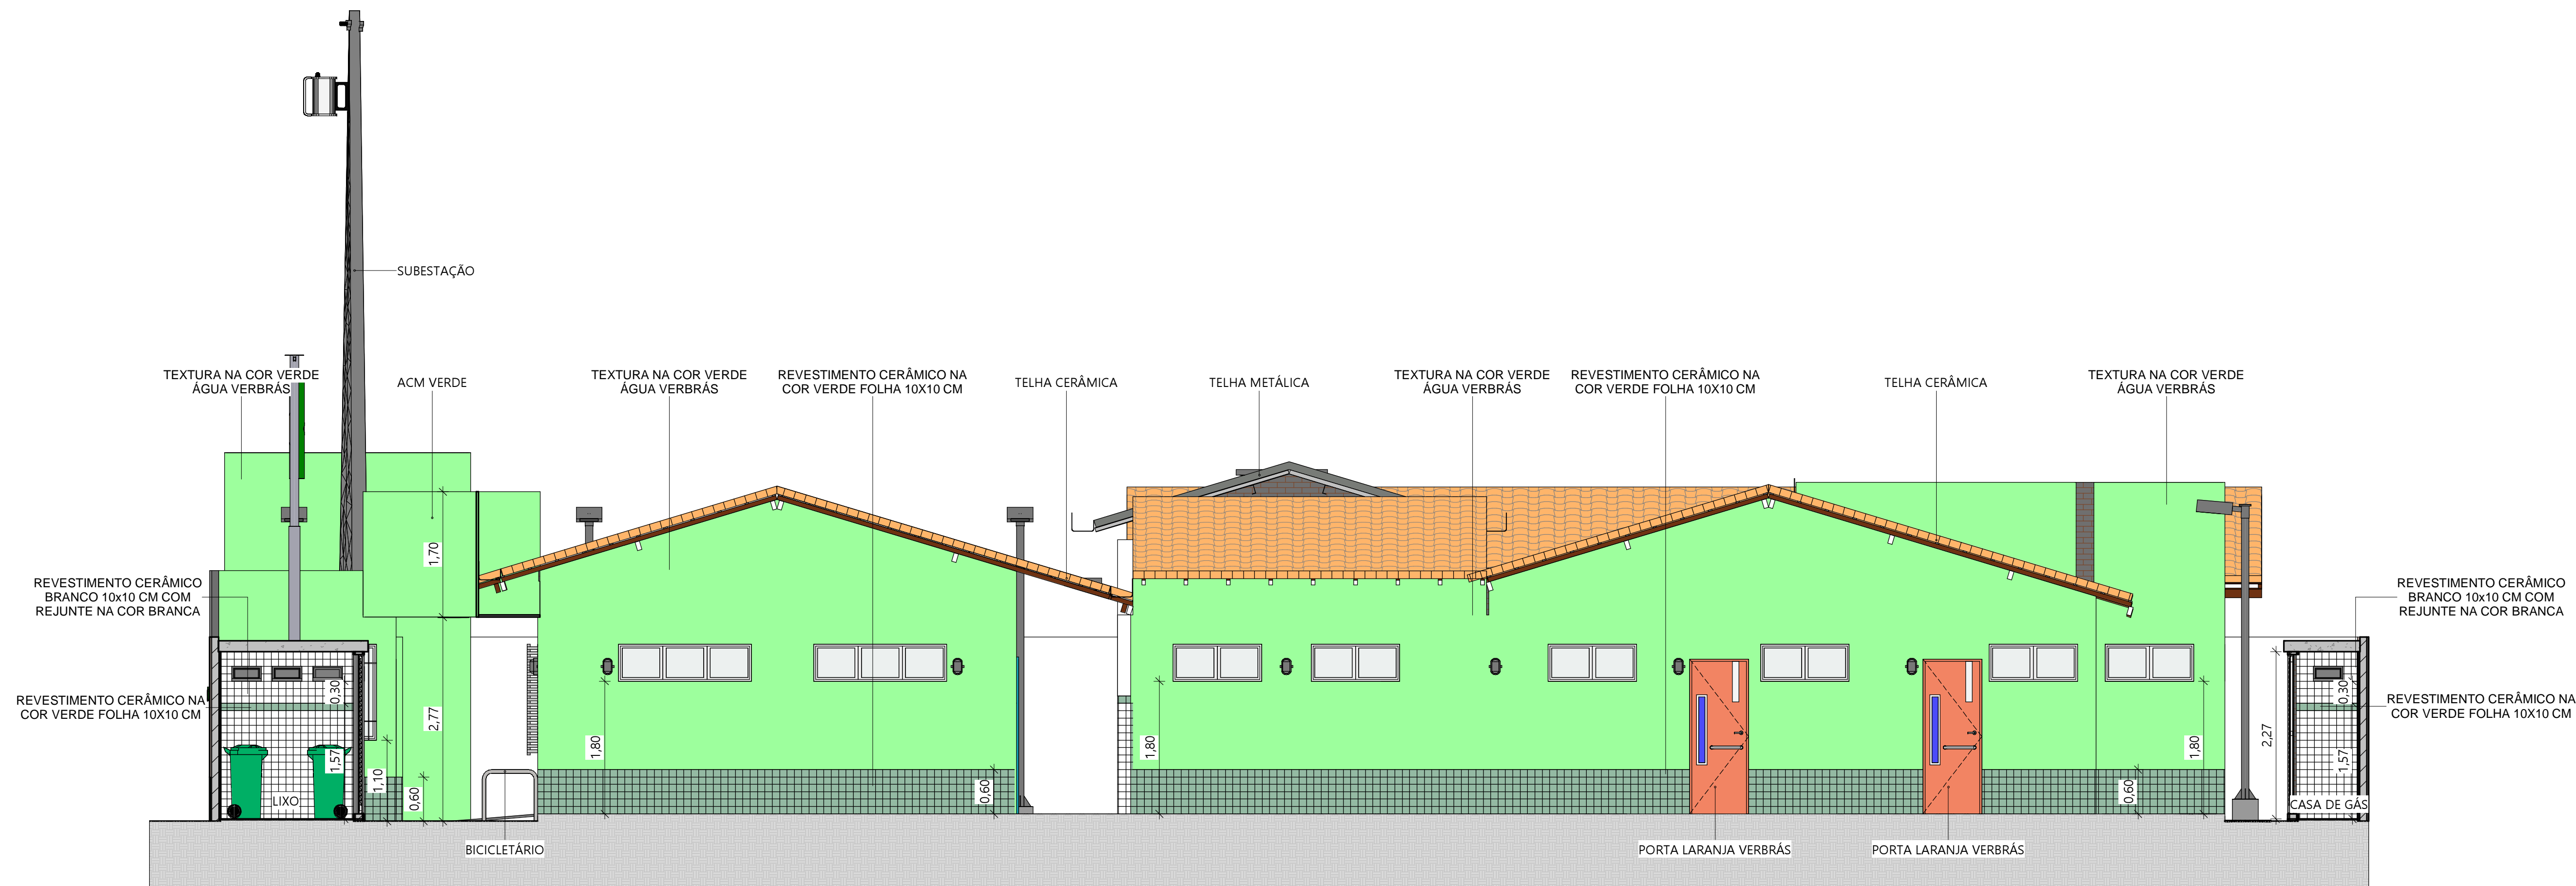 SUBESTAÇÃO
TEXTURA NA COR VERDE
ÁGUA VERBRÁS
ACM VERDE
TEXTURA NA COR VERDE
ÁGUA VERBRÁS
REVESTIMENTO CERÂMICO NA
COR VERDE FOLHA 10X10 CM
TELHA CERÂMICA
TELHA METÁLICA
TEXTURA NA COR VERDE
ÁGUA VERBRÁS
REVESTIMENTO CERÂMICO NA
COR VERDE FOLHA 10X10 CM
TELHA CERÂMICA
TEXTURA NA COR VERDE
ÁGUA VERBRÁS
REVESTIMENTO CERÂMICO
BRANCO 10x10 CM COM
REJUNTE NA COR BRANCA
REVESTIMENTO CERÂMICO NA
COR VERDE FOLHA 10X10 CM
1,70
0,30
1,57
1,10
0,60
2,77
LIXO
BICICLETÁRIO
1,80
0,60
1,80
PORTA LARANJA VERBRÁS
PORTA LARANJA VERBRÁS
0,60
1,80
2,27
0,30
1,57
CASA DE GÁS
REVESTIMENTO CERÂMICO
BRANCO 10x10 CM COM
REJUNTE NA COR BRANCA
REVESTIMENTO CERÂMICO NA
COR VERDE FOLHA 10X10 CM